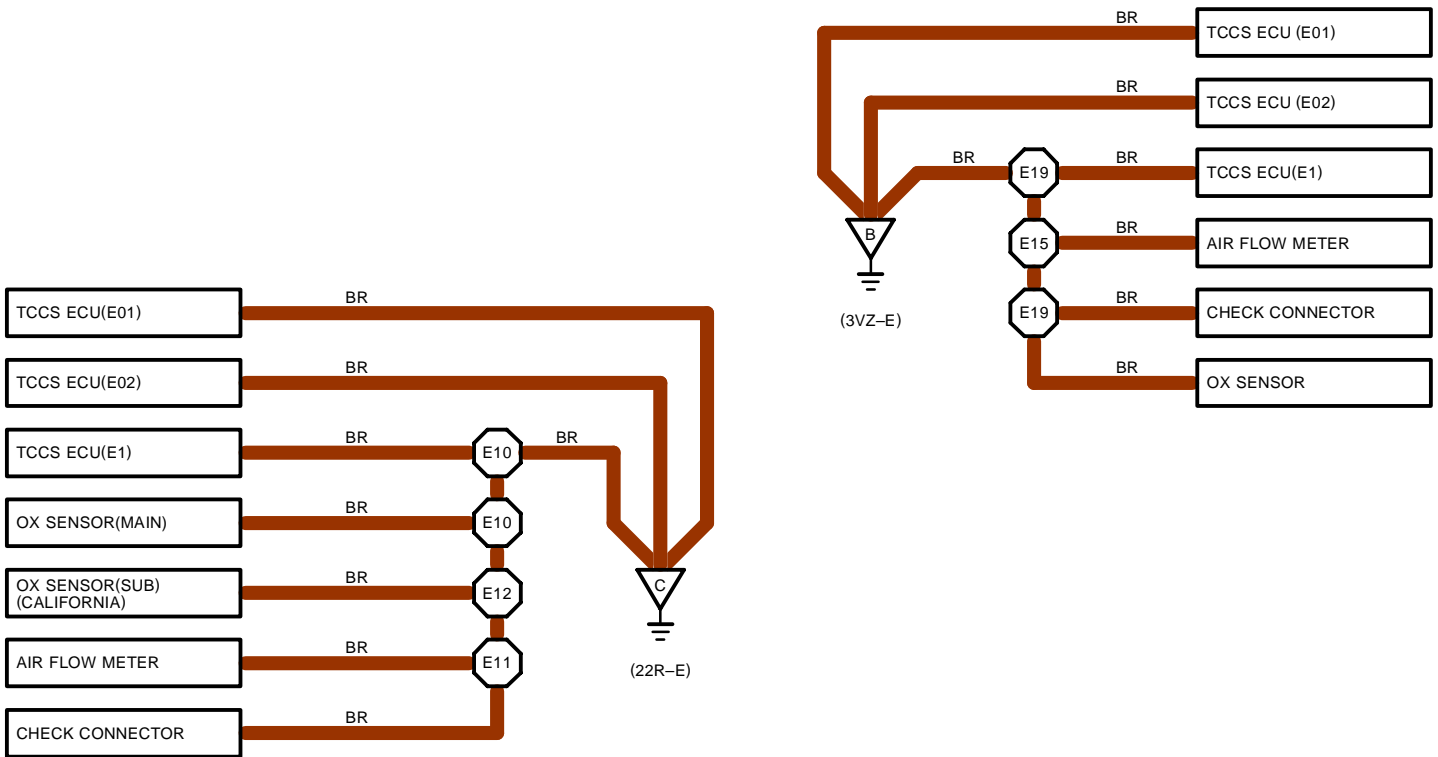 BR
TCCS ECU (E01)
BR
TCCS ECU (E02)
BR
E19
BR
TCCS ECU(E1)
B
E15
BR
AIR FLOW METER
E19
BR
CHECK CONNECTOR
(3VZ–E)
BR
OX SENSOR
TCCS ECU(E01)
BR
TCCS ECU(E02)
BR
TCCS ECU(E1)
BR
E10
BR
OX SENSOR(MAIN)
BR
E10
OX SENSOR(SUB)
(CALIFORNIA)
BR
E12
C
AIR FLOW METER
BR
E11
(22R–E)
CHECK CONNECTOR
BR